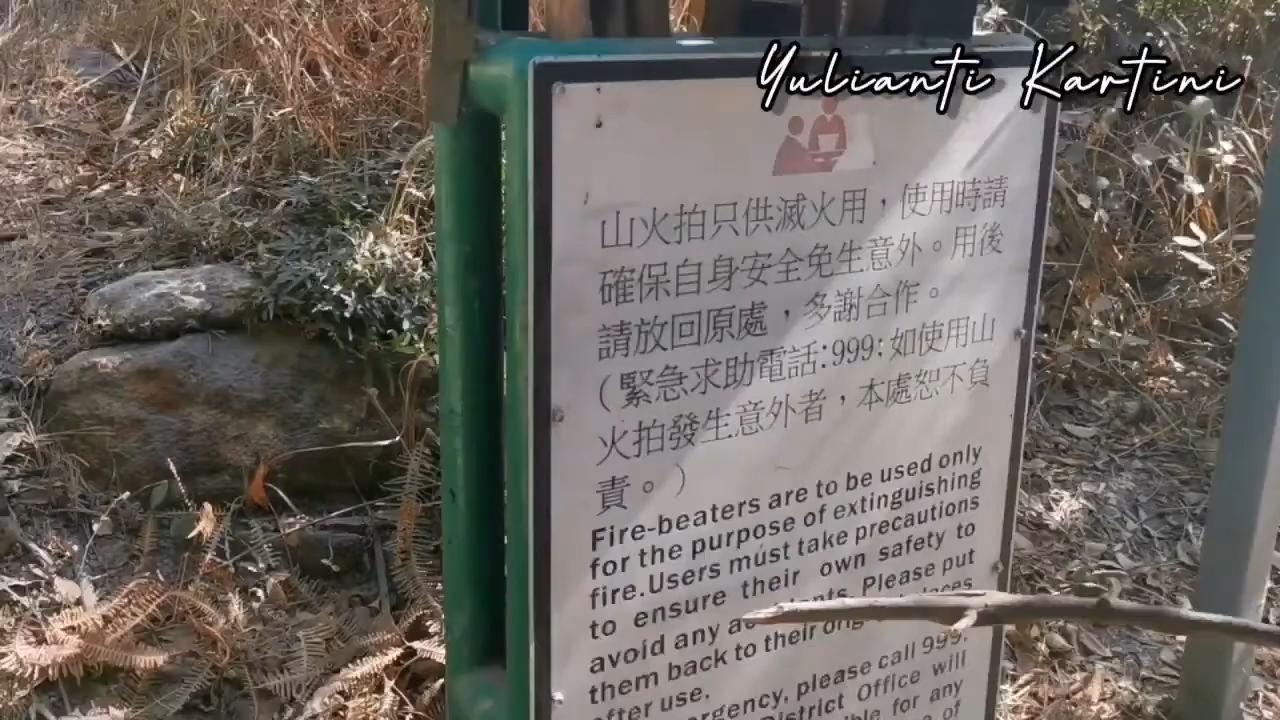 Yulianti Kartini
山火拍只供滅火用，使用時請
確保自身安全免生意外。用後
請放回原處，多謝合作。
(緊急求助電話:999:如使用山
火拍發生意外者，本處恕不負
責。)
Fire-beaters are to be used only
for the purpose of extinguishing
fire.Users must take precautions
to ensure their own safety to
avoid any Please put
them back to their
after use.
please call 999.
District Office will
for any
of